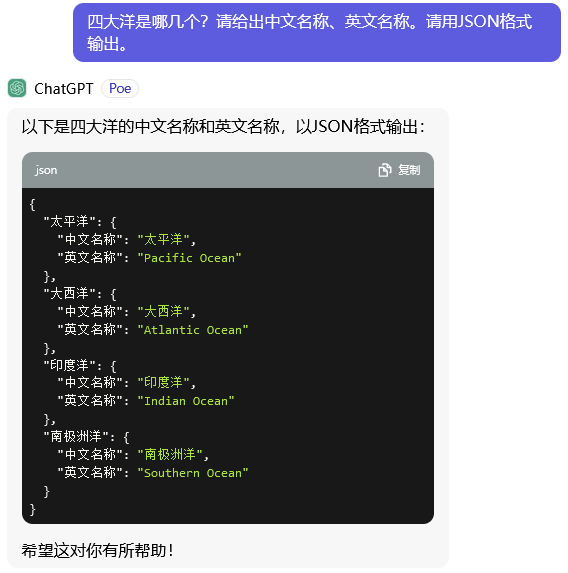 四大洋是哪几个？请给出中文名称、英文名称。请用JSON格式
输出。
ChatGPT Poe
以下是四大洋的中文名称和英文名称，以JSON格式输出：
json 复制
{
  "太平洋": {
    "中文名称": "太平洋",
    "英文名称": "Pacific Ocean"
  },
  "大西洋": {
    "中文名称": "大西洋",
    "英文名称": "Atlantic Ocean"
  },
  "印度洋": {
    "中文名称": "印度洋",
    "英文名称": "Indian Ocean"
  },
  "南极洲洋": {
    "中文名称": "南极洲洋",
    "英文名称": "Southern Ocean"
  }
}
希望这对你有所帮助！